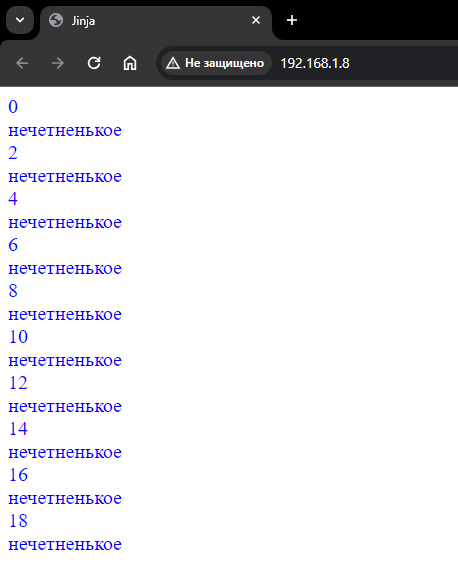 Jinja
Не защищено 192.168.1.8
0
нечетненькое
2
нечетненькое
4
нечетненькое
6
нечетненькое
8
нечетненькое
10
нечетненькое
12
нечетненькое
14
нечетненькое
16
нечетненькое
18
нечетненькое